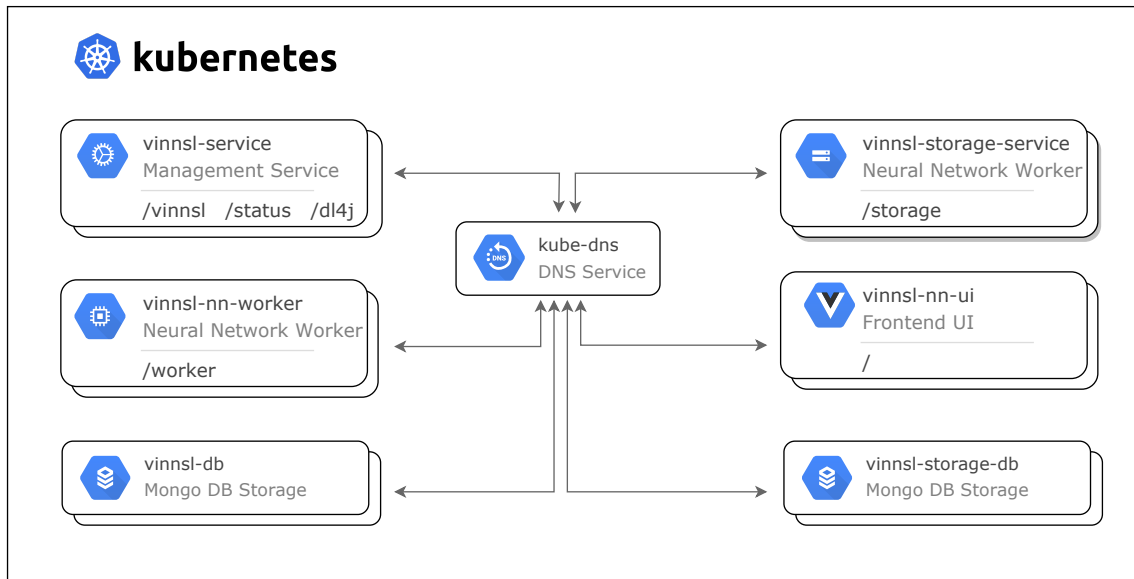 kubernetes
vinnsl-service
Management Service
/vinnsl /status /dl4j
vinnsl-storage-service
Neural Network Worker
/storage
kube-dns
DNS Service
DNS
vinnsl-nn-worker
Neural Network Worker
/worker
vinnsl-nn-ui
Frontend UI
/
vinnsl-db
Mongo DB Storage
vinnsl-storage-db
Mongo DB Storage